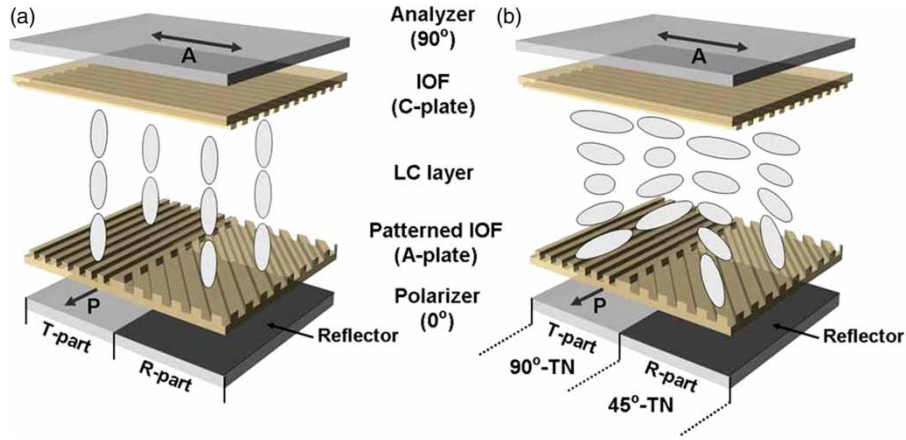 (a)
A
P
T-part
R-part
Reflector
Analyzer
(90°)
IOF
(C-plate)
LC layer
Patterned IOF
(A-plate)
Polarizer
(0°)
(b)
A
P
T-part
R-part
Reflector
90°-TN
45°-TN